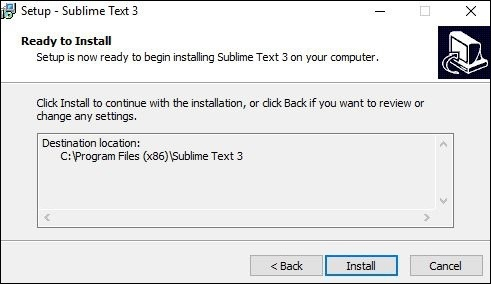 Setup - Sublime Text 3
Ready to Install
Setup is now ready to begin installing Sublime Text 3 on your computer.
Click Install to continue with the installation, or click Back if you want to review or
change any settings.
Destination location:
C:\Program Files (x86)\Sublime Text 3
< Back
Install
Cancel